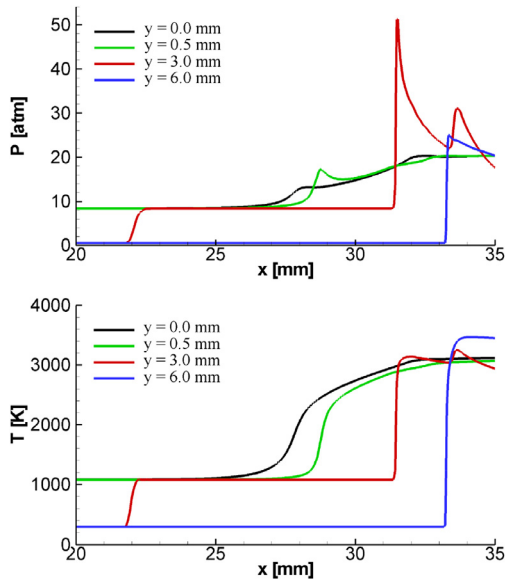 P [atm]
50
40
30
20
10
0
y = 0.0 mm
y = 0.5 mm
y = 3.0 mm
y = 6.0 mm
20 25 30 35
x [mm]
T [K]
4000
3000
2000
1000
0
y = 0.0 mm
y = 0.5 mm
y = 3.0 mm
y = 6.0 mm
20 25 30 35
x [mm]